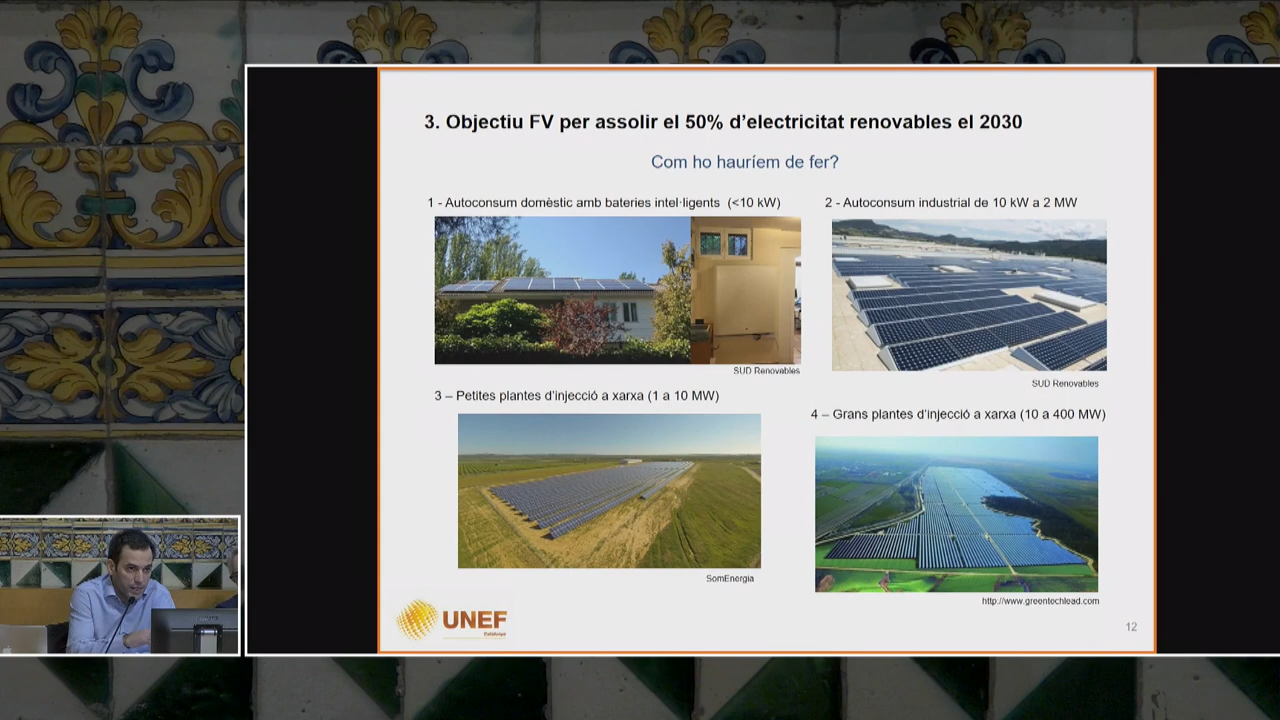 3. Objectiu FV per assolir el 50% d'electricitat renovables el 2030
Com ho hauríem de fer?
1 - Autoconsum domèstic amb bateries intel·ligents (<10 kW)
2 - Autoconsum industrial de 10 kW a 2 MW
SUD Renovables
SUD Renovables
3 – Petites plantes d'injecció a xarxa (1 a 10 MW)
4 – Grans plantes d'injecció a xarxa (10 a 400 MW)
SomEnergia
http://www.greentechlead.com
UNEF
Catalunya
12